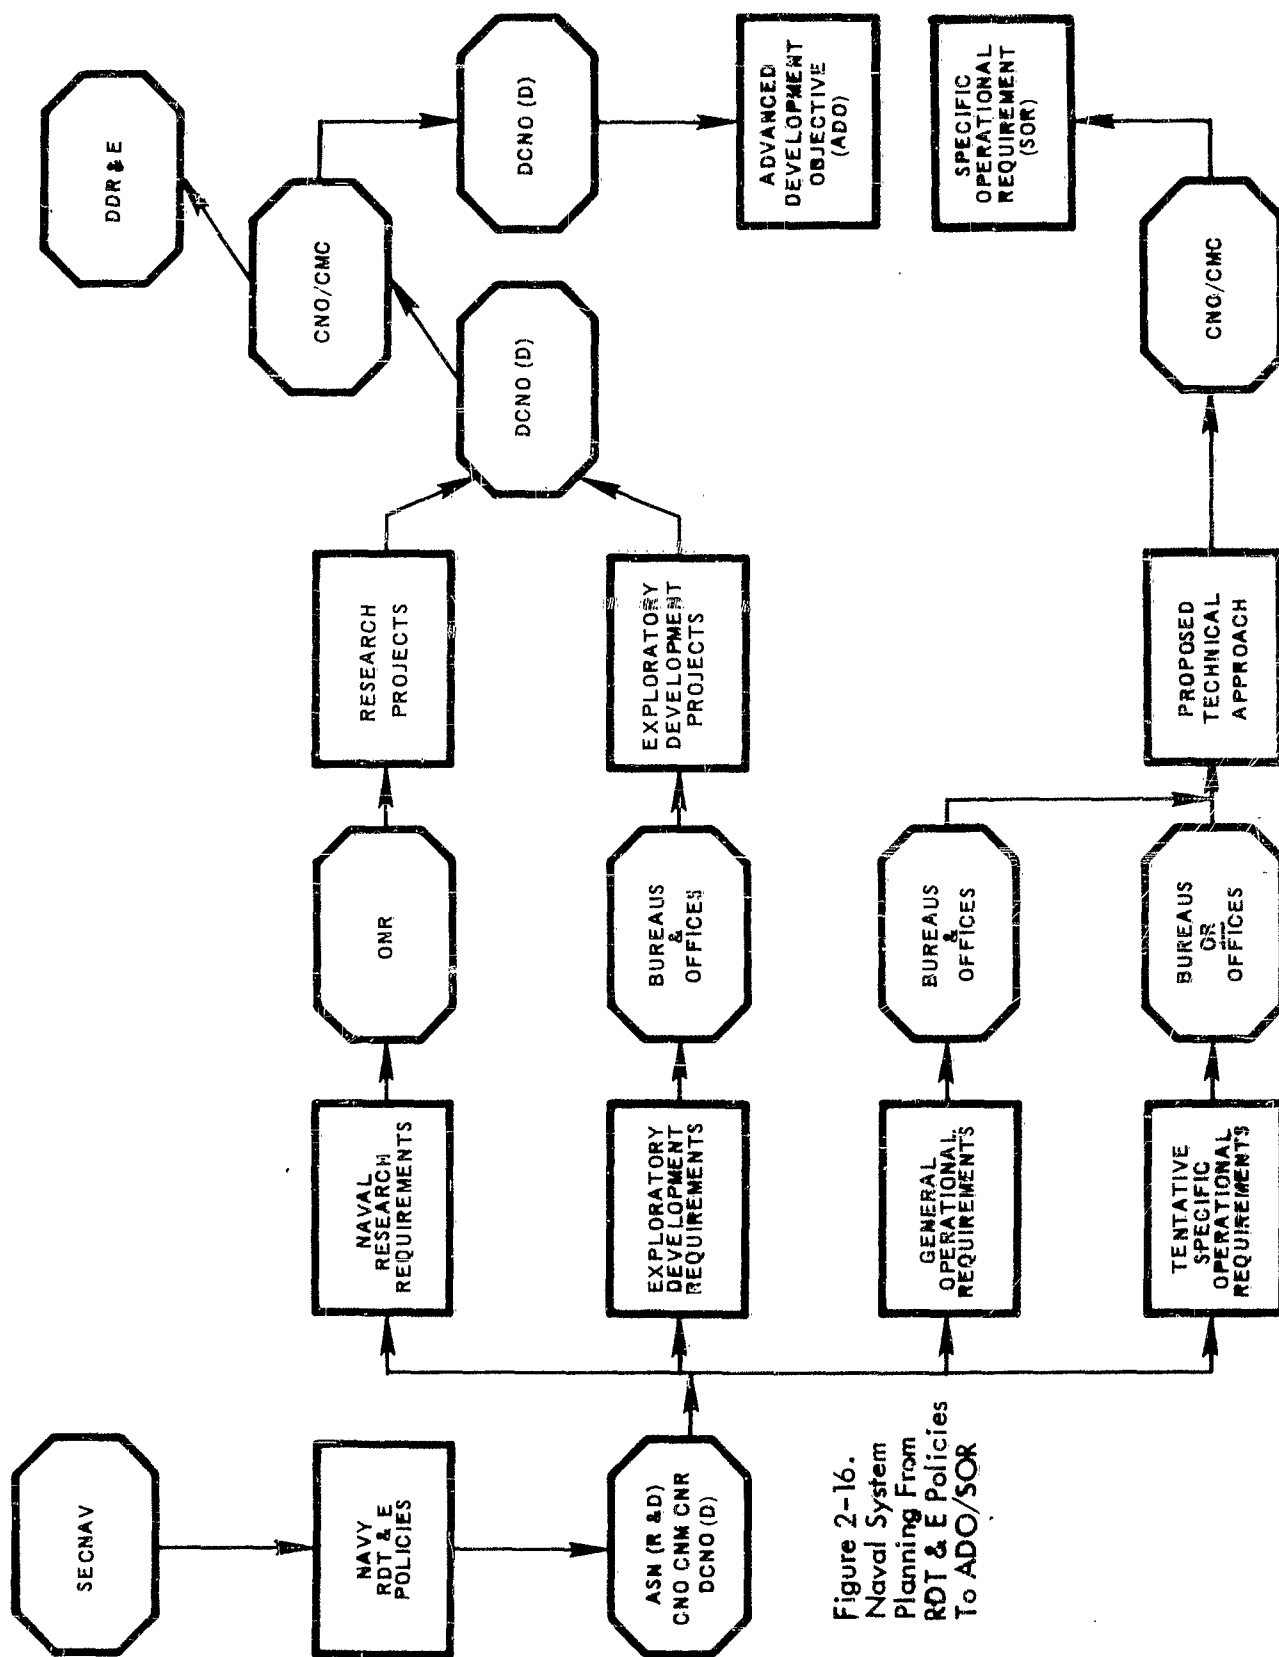 SECNAV
NAVY
RDT & E
POLICIES
ASN (R & D)
CNO CNM CNR
DCNO (D)
NAVAL
RESEARCH
REQUIREMENTS
ONR
RESEARCH
PROJECTS
EXPLORATORY
DEVELOPMENT
REQUIREMENTS
BUREAUS
&
OFFICES
EXPLORATORY
DEVELOPMENT
PROJECTS
DCNO (D)
CNO/CMC
DDR & E
DCNO (D)
ADVANCED
DEVELOPMENT
OBJECTIVE
(ADO)
GENERAL
OPERATIONAL
REQUIREMENTS
BUREAUS
&
OFFICES
TENTATIVE
SPECIFIC
OPERATIONAL
REQUIREMENTS
BUREAUS
OR
OFFICES
PROPOSED
TECHNICAL
APPROACH
CNO/CMC
SPECIFIC
OPERATIONAL
REQUIREMENT
(SOR)
Figure 2-16.
Naval System
Planning From
RDT & E Policies
To ADO/SOR